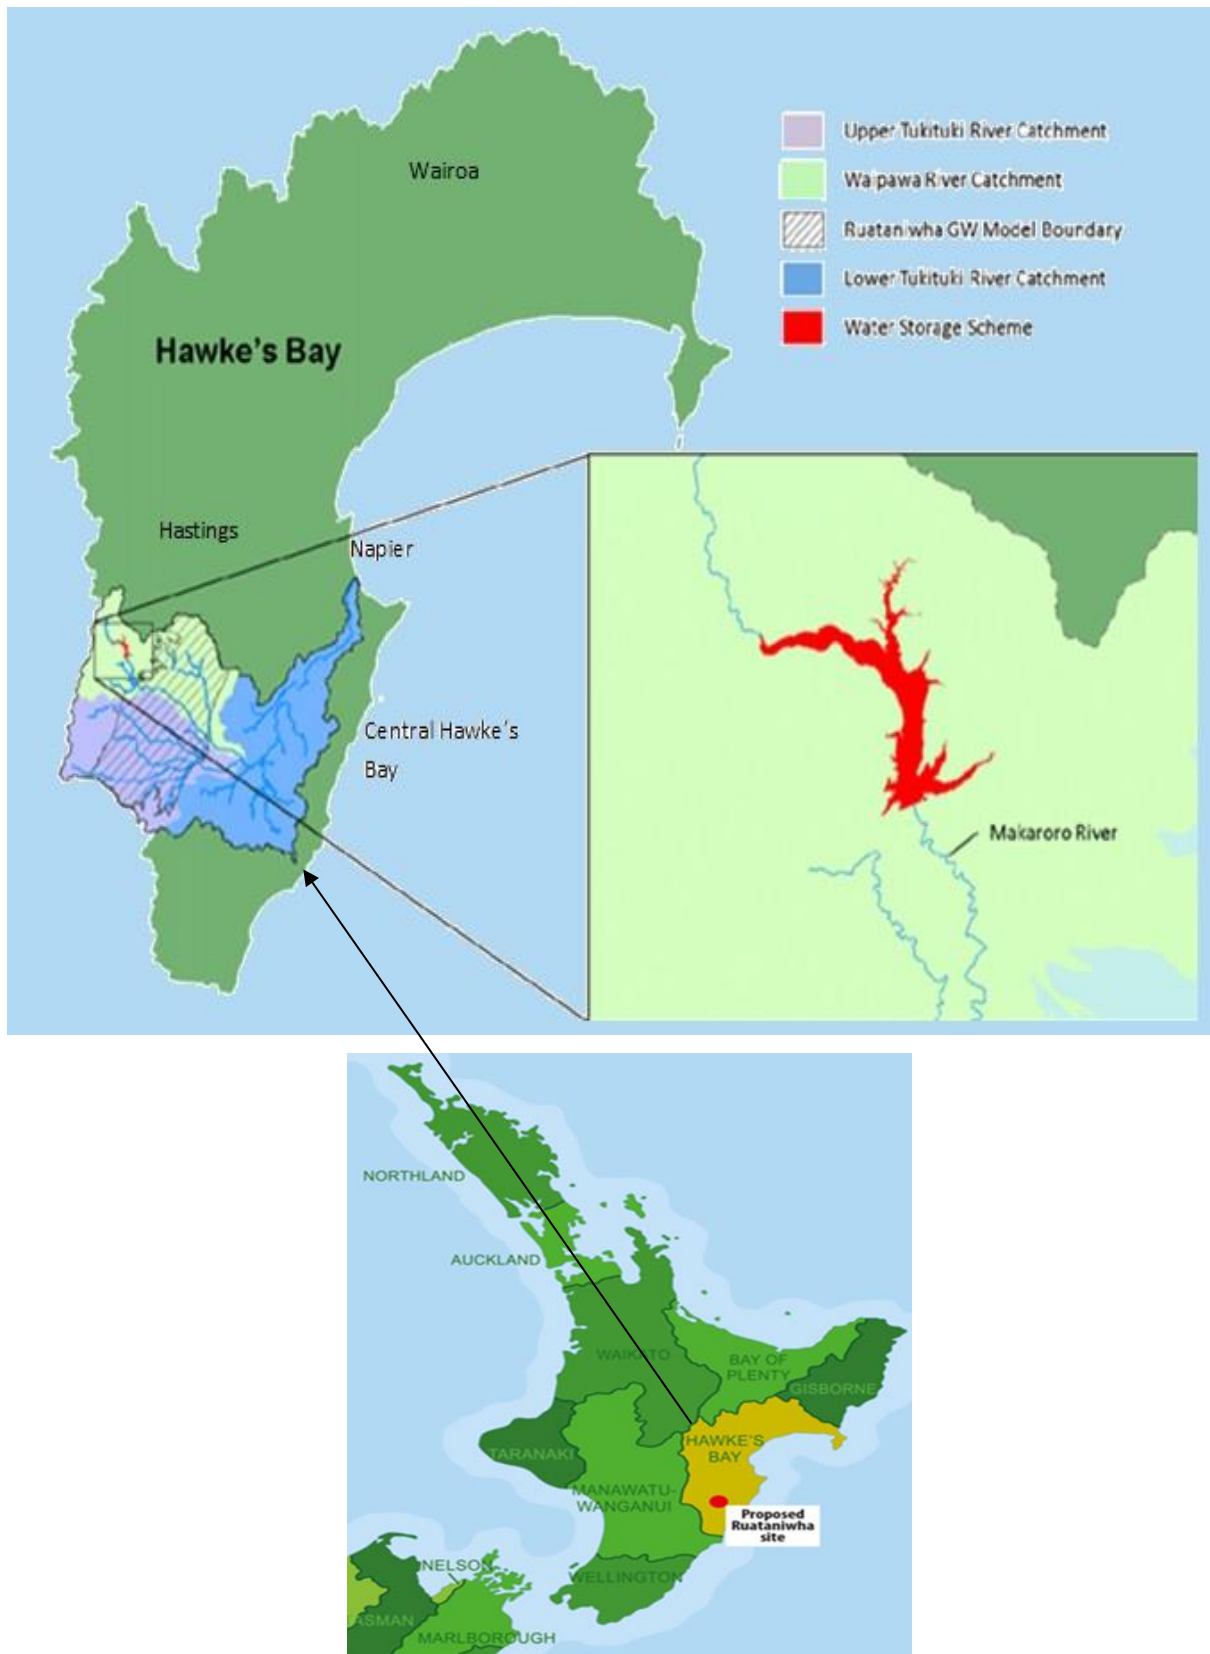 Wairoa
Upper Tukituki River Catchment
Waipawa River Catchment
Ruataniwha GW Model Boundary
Lower Tukituki River Catchment
Water Storage Scheme
Hawke's Bay
Hastings
Napier
Central Hawke's
Bay
Makaroro River
NORTHLAND
AUCKLAND
WAIKATO
BAY OF
PLENTY
GISBORNE
HAWKE'S
BAY
TARANAKI
MANAWATU-
WANGANUI
Proposed
Ruataniwha
site
NELSON
WELLINGTON
ASMAN
MARLBOROUGH